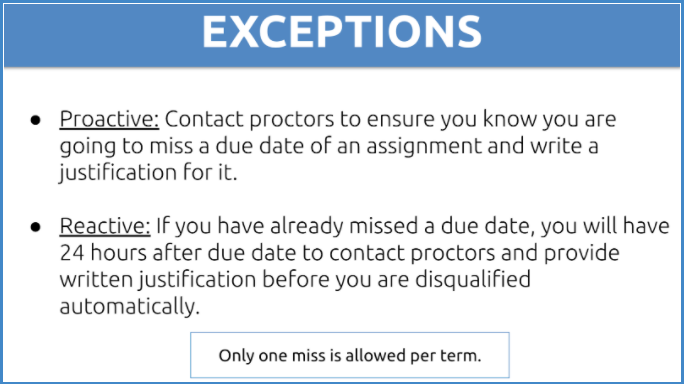 EXCEPTIONS
● Proactive: Contact proctors to ensure you know you are
going to miss a due date of an assignment and write a
justification for it.
● Reactive: If you have already missed a due date, you will have
24 hours after due date to contact proctors and provide
written justification before you are disqualified
automatically.
Only one miss is allowed per term.